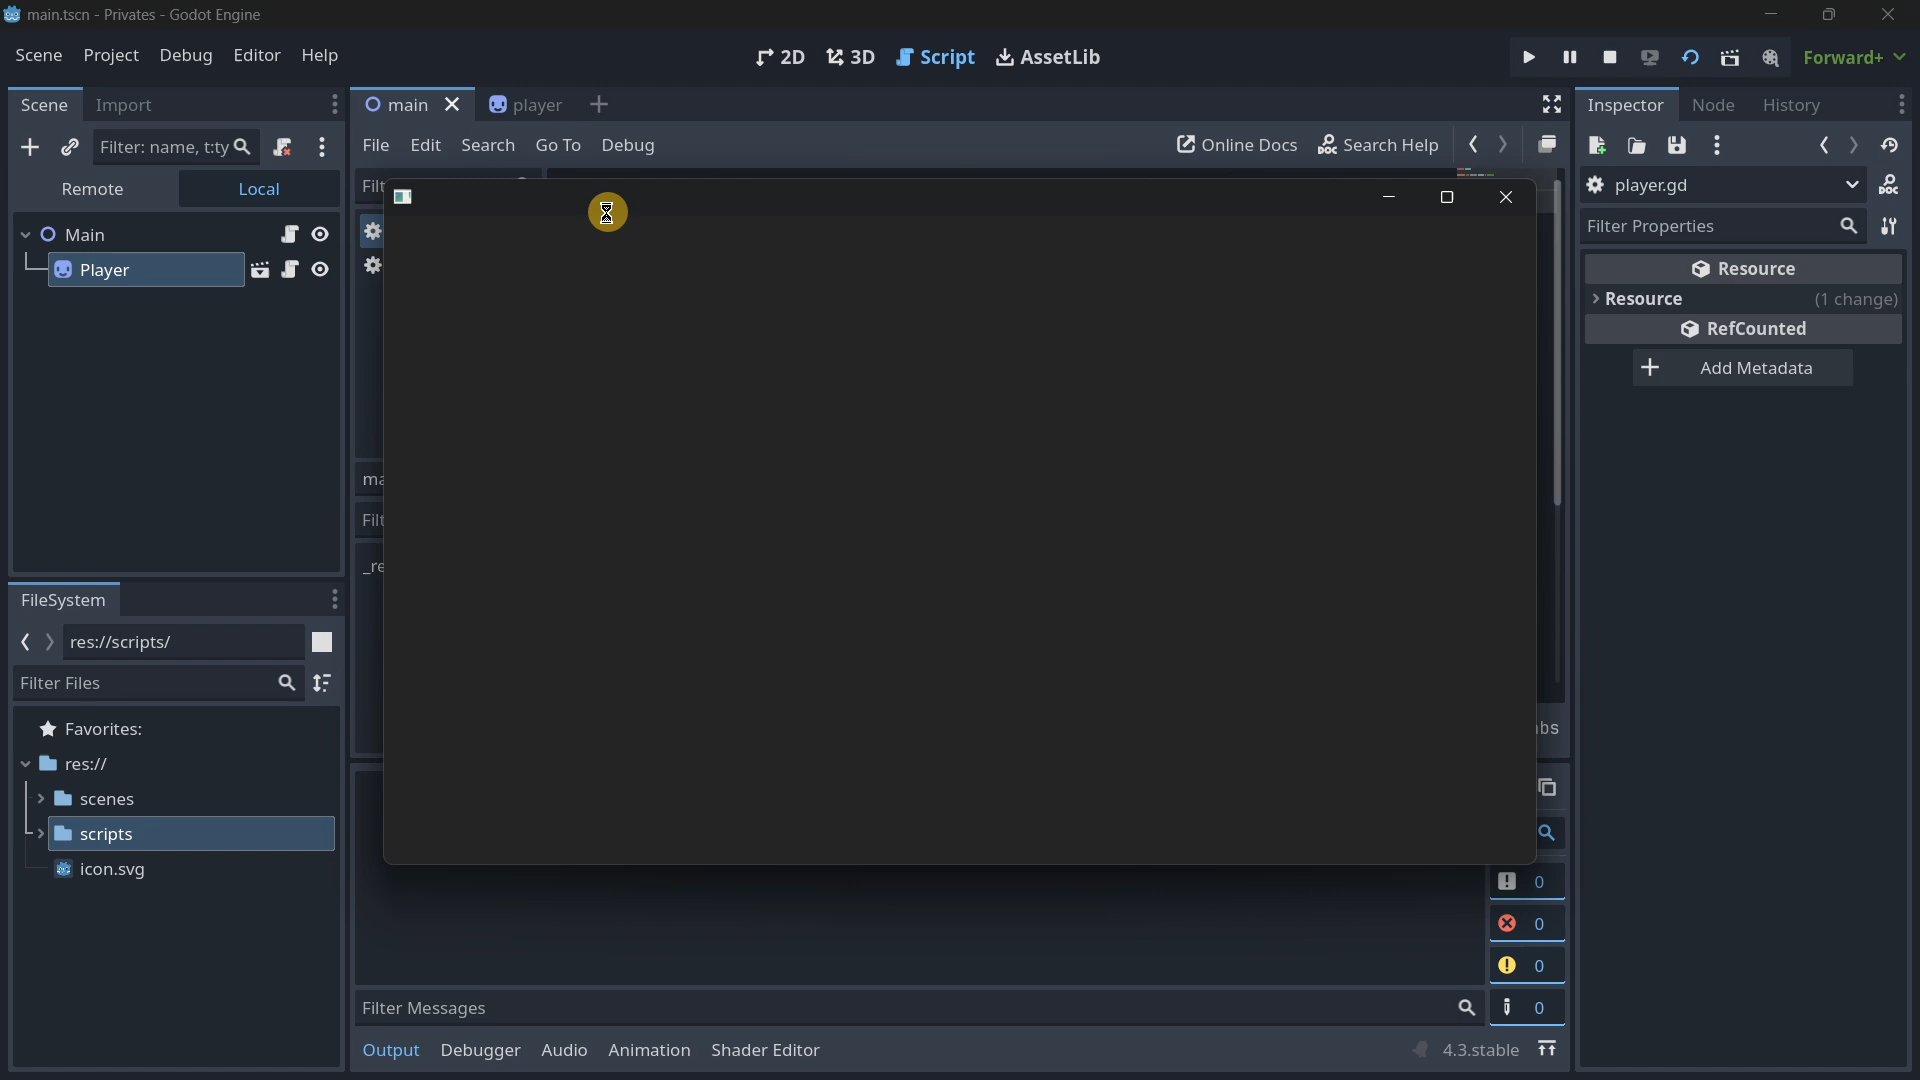 main.tscn - Privates - Godot Engine
Scene Project Debug Editor Help
2D 3D Script AssetLib
Forward+
Scene Import
main player
Inspector Node History
Filter: name, t:ty
File Edit Search Go To Debug
Online Docs Search Help
Remote Local
Filt
player.gd
Filter Properties
Main
Player
Resource
Resource (1 change)
RefCounted
Add Metadata
ma
Filt
_re
FileSystem
res://scripts/
Filter Files
Favorites:
res://
scenes
scripts
icon.svg
bs
0
0
0
0
Filter Messages
Output Debugger Audio Animation Shader Editor
4.3.stable